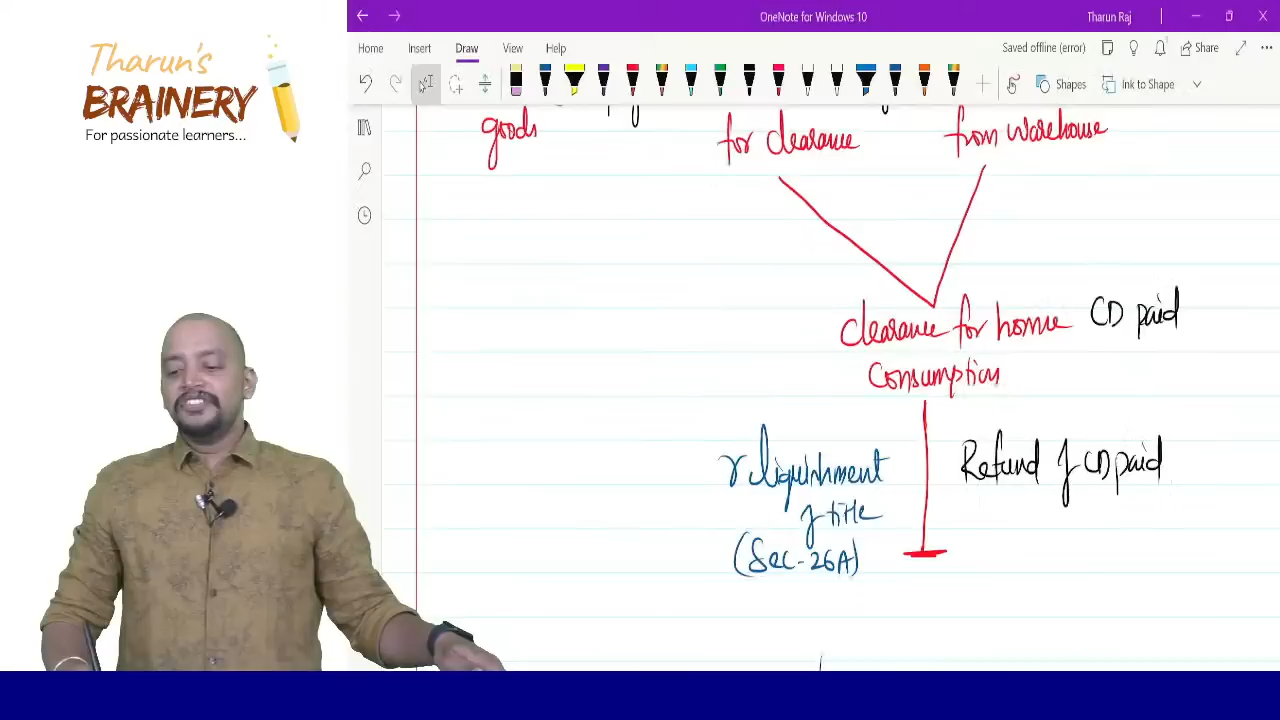 Tharun's
BRAINERY
For passionate learners...
OneNote for Windows 10
Tharun Raj
Home Insert Draw View Help
Saved offline (error)
Share
Shapes
Ink to Shape
goods
for clearance
from warehouse
clearance for home
consumption
CD paid
reliquishment
of title
(Sec-26A)
Refund of CD paid